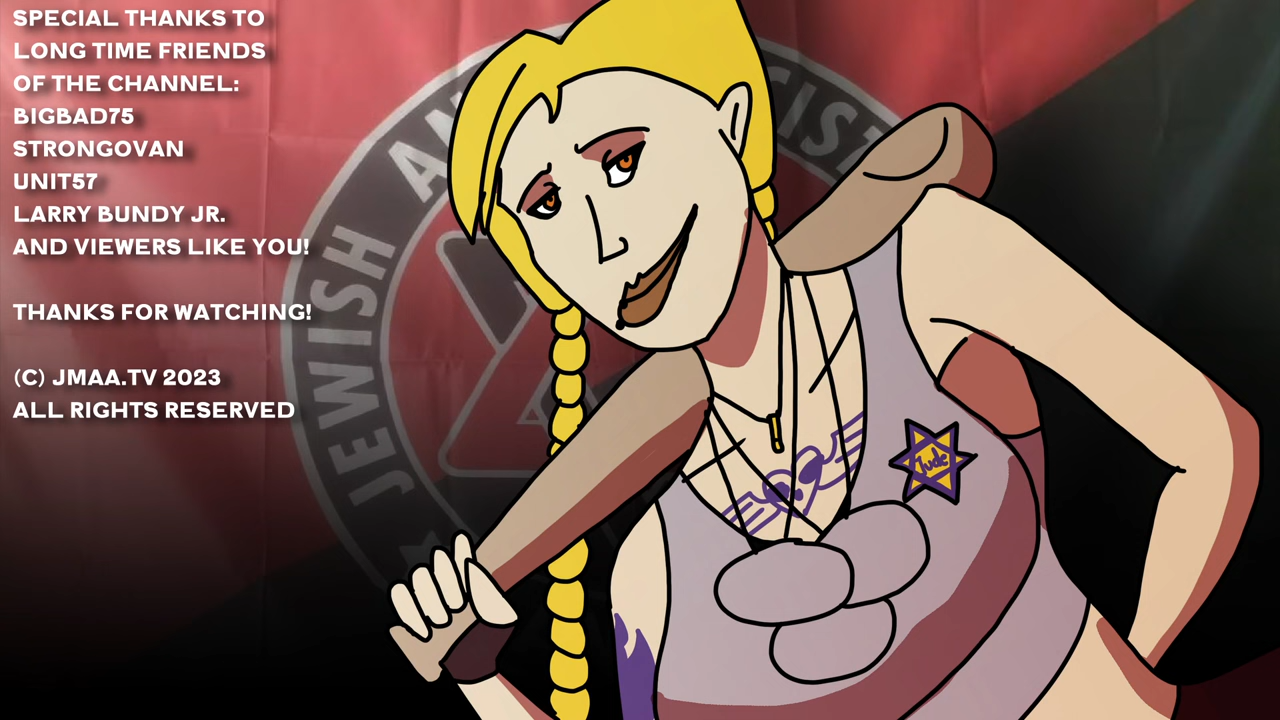 SPECIAL THANKS TO
LONG TIME FRIENDS
OF THE CHANNEL:
BIGBAD75
STRONGOVAN
UNIT57
LARRY BUNDY JR.
AND VIEWERS LIKE YOU!
THANKS FOR WATCHING!
(C) JMAA.TV 2023
ALL RIGHTS RESERVED
JEWISH
Jude